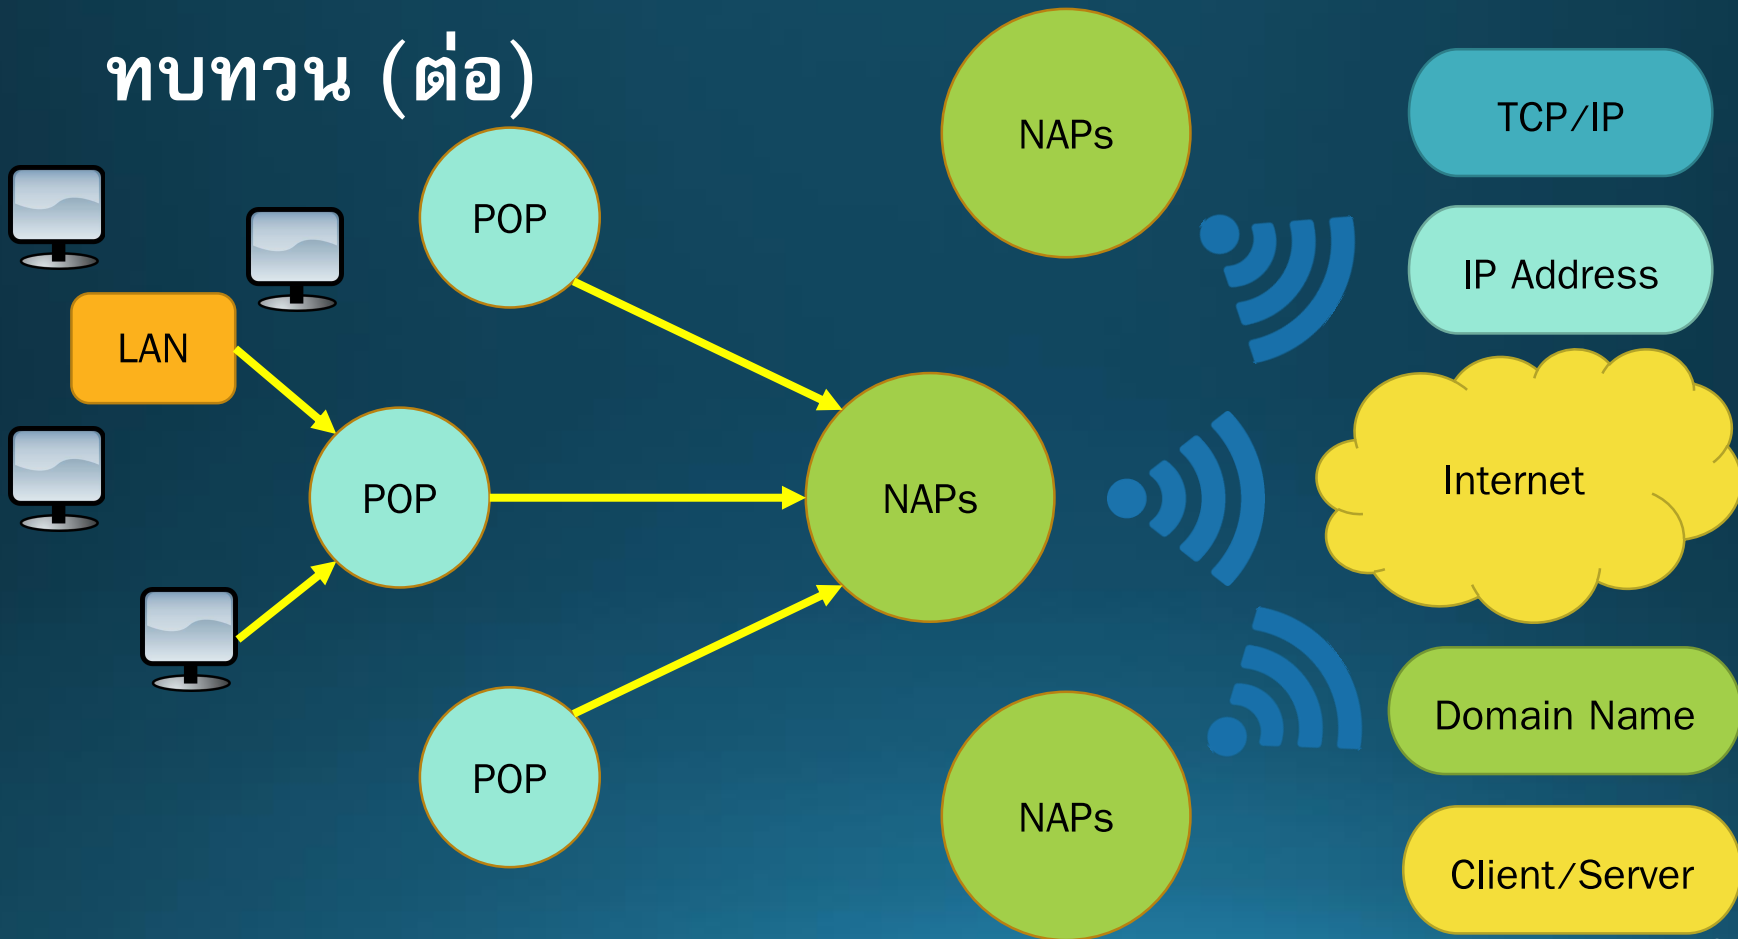 ทบทวน (ต่อ)
NAPs
TCP/IP
POP
IP Address
LAN
Internet
POP
NAPs
Domain Name
POP
NAPs
Client/Server